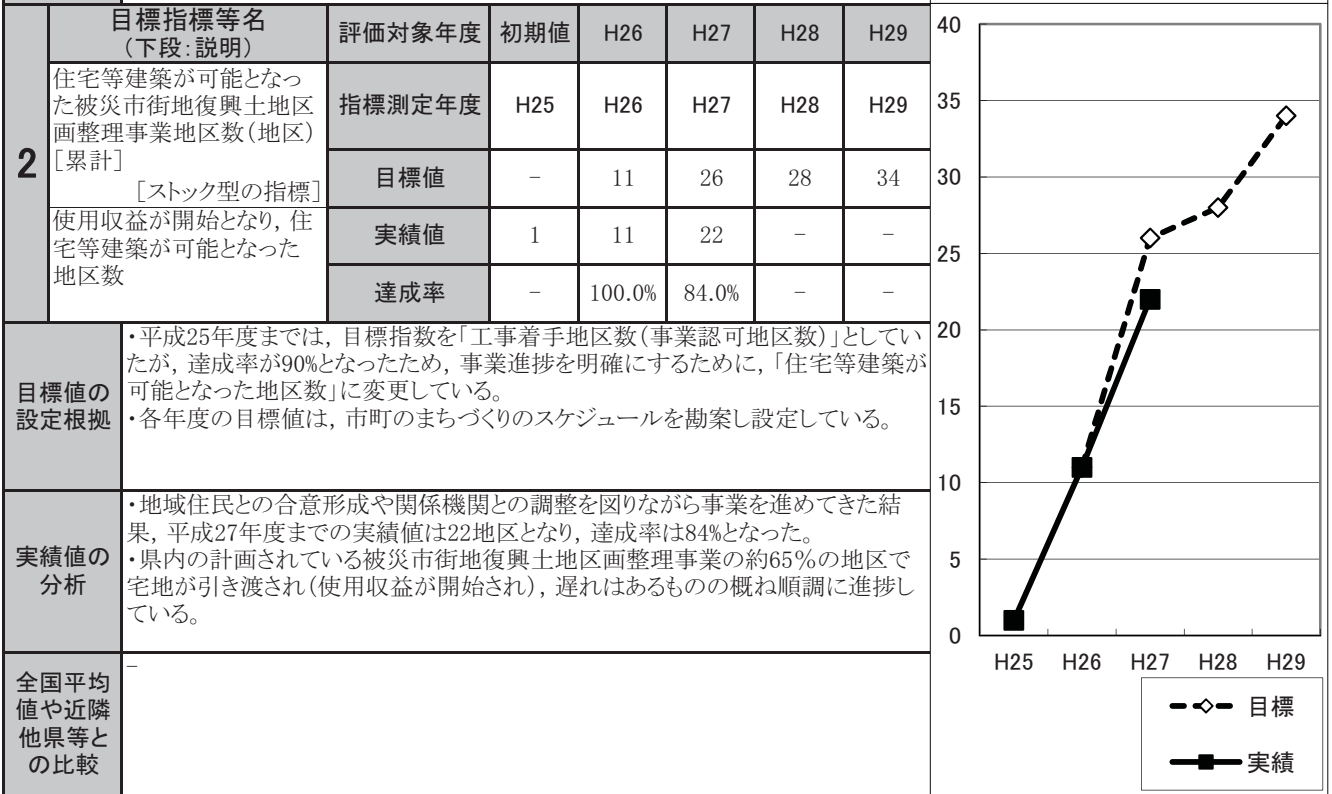 2
目標指標等名
(下段:説明)
評価対象年度 初期値 H26 H27 H28 H29
住宅等建築が可能となっ
た被災市街地復興土地区
画整理事業地区数(地区)
[累計]
[ストック型の指標]
指標測定年度 H25 H26 H27 H28 H29
目標値 - 11 26 28 34
使用収益が開始となり,住
宅等建築が可能となった
地区数
実績値 1 11 22 - -
達成率 - 100.0% 84.0% - -
目標値の
設定根拠
・平成25年度までは,目標指数を「工事着手地区数(事業認可地区数)」としてい
たが,達成率が90%となったため,事業進捗を明確にするために,「住宅等建築が
可能となった地区数」に変更している。
・各年度の目標値は,市町のまちづくりのスケジュールを勘案し設定している。
実績値の
分析
・地域住民との合意形成や関係機関との調整を図りながら事業を進めてきた結
果,平成27年度までの実績値は22地区となり,達成率は84%となった。
・県内の計画されている被災市街地復興土地区画整理事業の約65%の地区で
宅地が引き渡され(使用収益が開始され),遅れはあるものの概ね順調に進捗し
ている。
全国平均
値や近隣
他県等と
の比較
-
40
35
30
25
20
15
10
5
0
H25 H26 H27 H28 H29
目標
実績